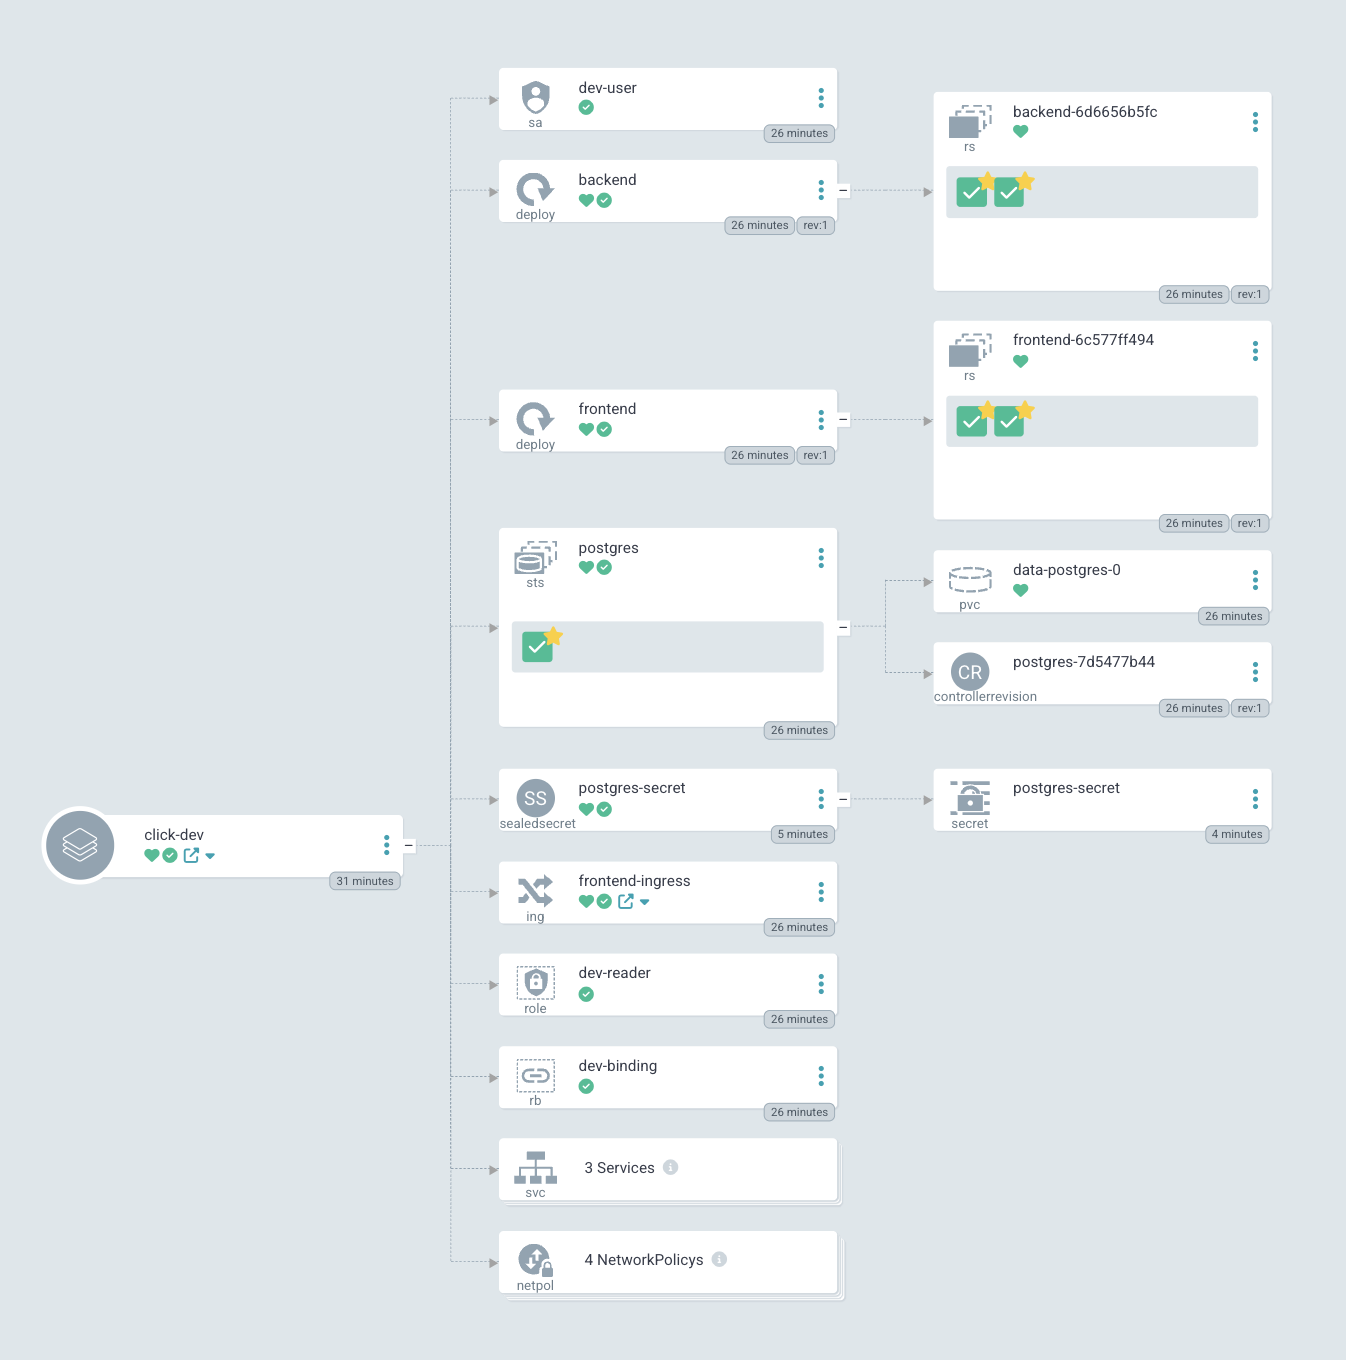 dev-user
sa
26 minutes
backend
deploy
26 minutes
rev:1
backend-6d6656b5fc
rs
26 minutes
rev:1
frontend
deploy
26 minutes
rev:1
frontend-6c577ff494
rs
26 minutes
rev:1
postgres
sts
26 minutes
data-postgres-0
pvc
26 minutes
CR
postgres-7d5477b44
controllerrevision
26 minutes
rev:1
SS
postgres-secret
sealedsecret
5 minutes
postgres-secret
secret
4 minutes
click-dev
31 minutes
frontend-ingress
ing
26 minutes
dev-reader
role
26 minutes
dev-binding
rb
26 minutes
3 Services
svc
4 NetworkPolicys
netpol